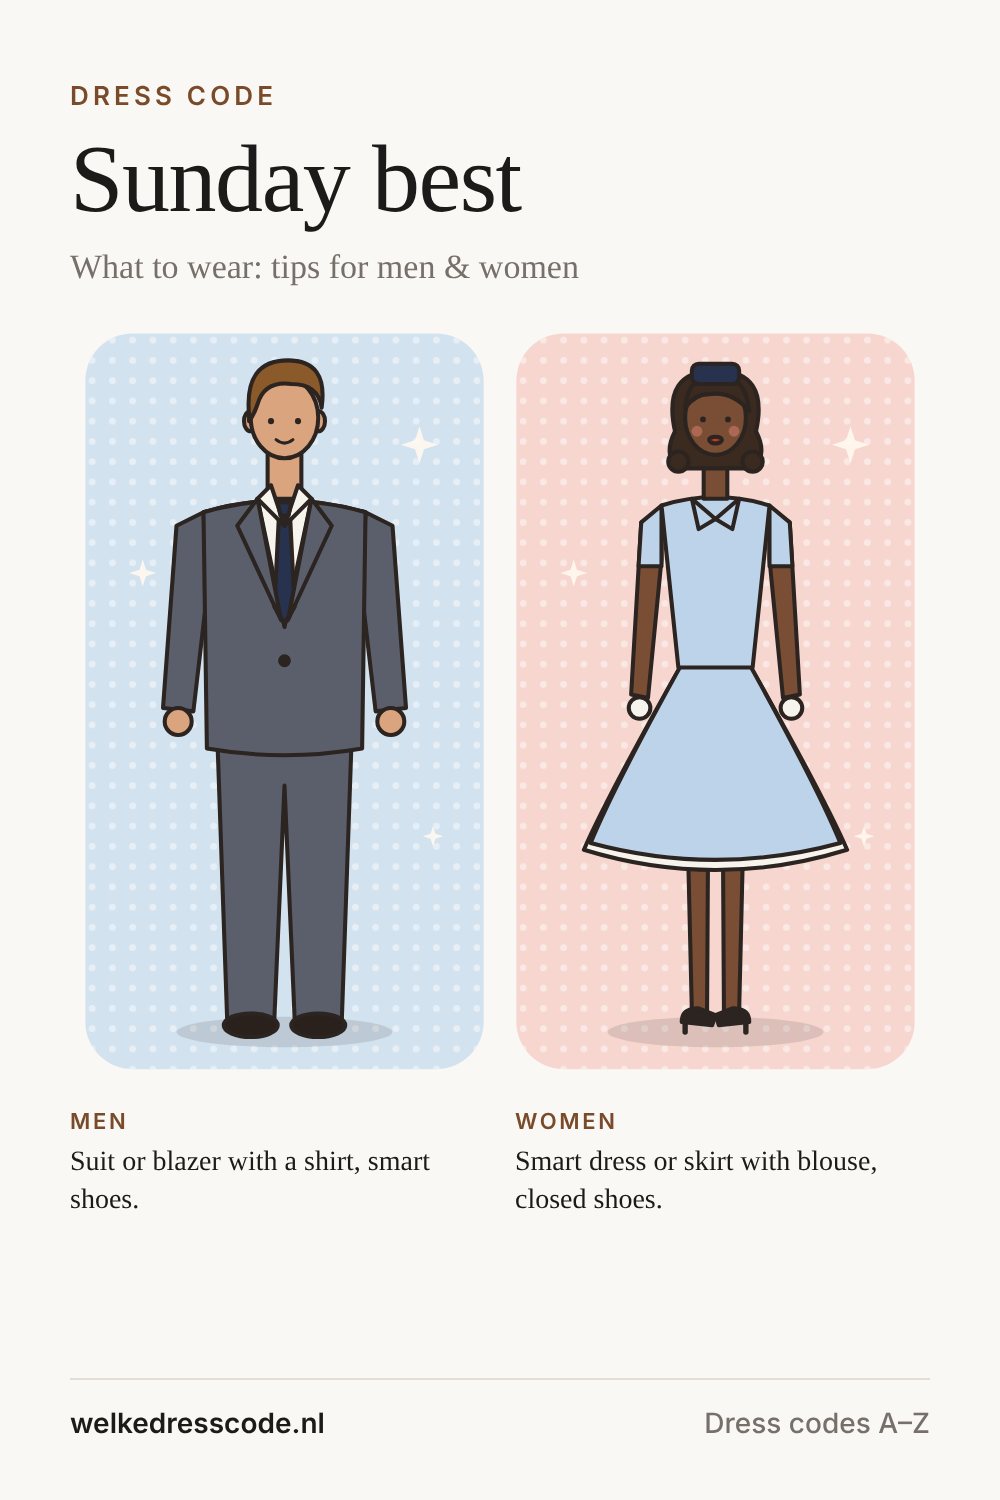 DRESS CODE
Sunday best
What to wear: tips for men & women
MEN
Suit or blazer with a shirt, smart
shoes.
WOMEN
Smart dress or skirt with blouse,
closed shoes.
welkedresscode.nl
Dress codes A–Z